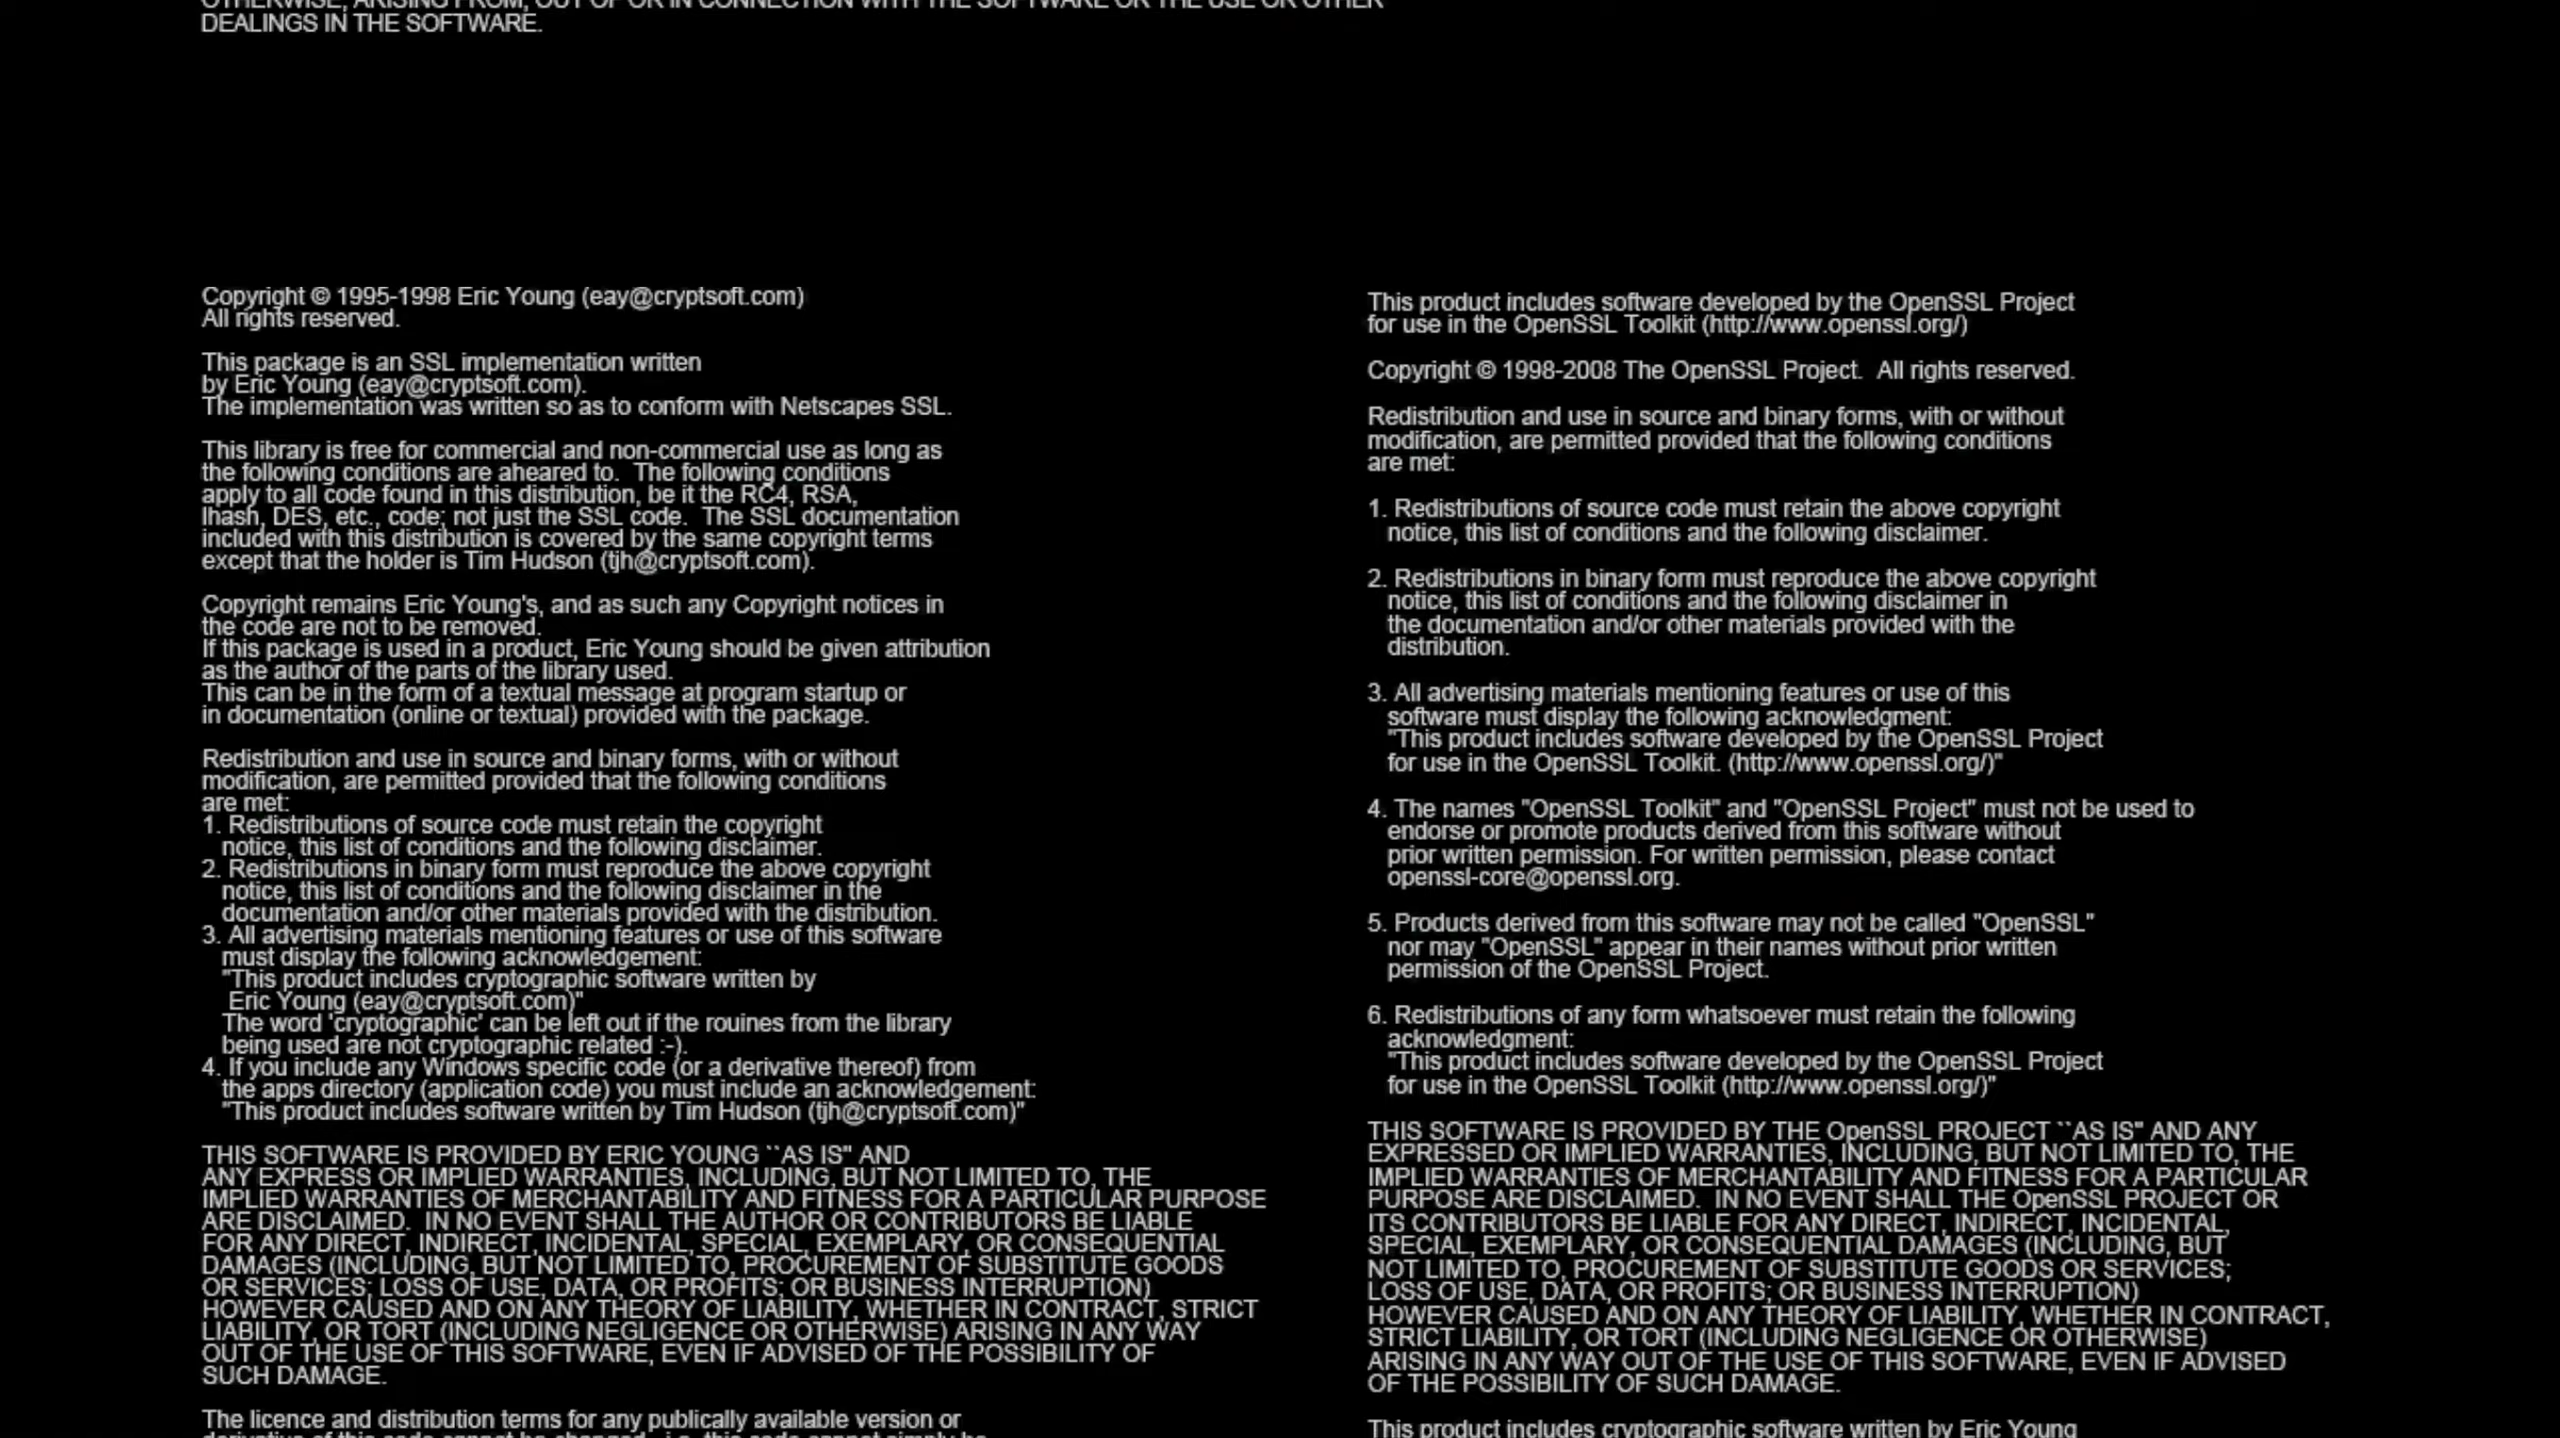 OTHERWISE, ARISING FROM, OUT OF OR IN CONNECTION WITH THE SOFTWARE OR THE USE OR OTHER
DEALINGS IN THE SOFTWARE.
Copyright © 1995-1998 Eric Young (eay@cryptsoft.com)
All rights reserved.
This package is an SSL implementation written
by Eric Young (eay@cryptsoft.com).
The implementation was written so as to conform with Netscapes SSL.
This library is free for commercial and non-commercial use as long as
the following conditions are aheared to.  The following conditions
apply to all code found in this distribution, be it the RC4, RSA,
lhash, DES, etc., code; not just the SSL code.  The SSL documentation
included with this distribution is covered by the same copyright terms
except that the holder is Tim Hudson (tjh@cryptsoft.com).
Copyright remains Eric Young's, and as such any Copyright notices in
the code are not to be removed.
If this package is used in a product, Eric Young should be given attribution
as the author of the parts of the library used.
This can be in the form of a textual message at program startup or
in documentation (online or textual) provided with the package.
Redistribution and use in source and binary forms, with or without
modification, are permitted provided that the following conditions
are met:
1. Redistributions of source code must retain the copyright
notice, this list of conditions and the following disclaimer.
2. Redistributions in binary form must reproduce the above copyright
notice, this list of conditions and the following disclaimer in the
documentation and/or other materials provided with the distribution.
3. All advertising materials mentioning features or use of this software
must display the following acknowledgement:
"This product includes cryptographic software written by
Eric Young (eay@cryptsoft.com)"
The word 'cryptographic' can be left out if the rouines from the library
being used are not cryptographic related :-).
4. If you include any Windows specific code (or a derivative thereof) from
the apps directory (application code) you must include an acknowledgement:
"This product includes software written by Tim Hudson (tjh@cryptsoft.com)"
THIS SOFTWARE IS PROVIDED BY ERIC YOUNG ``AS IS'' AND
ANY EXPRESS OR IMPLIED WARRANTIES, INCLUDING, BUT NOT LIMITED TO, THE
IMPLIED WARRANTIES OF MERCHANTABILITY AND FITNESS FOR A PARTICULAR PURPOSE
ARE DISCLAIMED.  IN NO EVENT SHALL THE AUTHOR OR CONTRIBUTORS BE LIABLE
FOR ANY DIRECT, INDIRECT, INCIDENTAL, SPECIAL, EXEMPLARY, OR CONSEQUENTIAL
DAMAGES (INCLUDING, BUT NOT LIMITED TO, PROCUREMENT OF SUBSTITUTE GOODS
OR SERVICES; LOSS OF USE, DATA, OR PROFITS; OR BUSINESS INTERRUPTION)
HOWEVER CAUSED AND ON ANY THEORY OF LIABILITY, WHETHER IN CONTRACT, STRICT
LIABILITY, OR TORT (INCLUDING NEGLIGENCE OR OTHERWISE) ARISING IN ANY WAY
OUT OF THE USE OF THIS SOFTWARE, EVEN IF ADVISED OF THE POSSIBILITY OF
SUCH DAMAGE.
The licence and distribution terms for any publically available version or
derivative of this code cannot be changed.  i.e. this code cannot simply be
This product includes software developed by the OpenSSL Project
for use in the OpenSSL Toolkit (http://www.openssl.org/)
Copyright © 1998-2008 The OpenSSL Project.  All rights reserved.
Redistribution and use in source and binary forms, with or without
modification, are permitted provided that the following conditions
are met:
1. Redistributions of source code must retain the above copyright
notice, this list of conditions and the following disclaimer.
2. Redistributions in binary form must reproduce the above copyright
notice, this list of conditions and the following disclaimer in
the documentation and/or other materials provided with the
distribution.
3. All advertising materials mentioning features or use of this
software must display the following acknowledgment:
"This product includes software developed by the OpenSSL Project
for use in the OpenSSL Toolkit. (http://www.openssl.org/)"
4. The names "OpenSSL Toolkit" and "OpenSSL Project" must not be used to
endorse or promote products derived from this software without
prior written permission. For written permission, please contact
openssl-core@openssl.org.
5. Products derived from this software may not be called "OpenSSL"
nor may "OpenSSL" appear in their names without prior written
permission of the OpenSSL Project.
6. Redistributions of any form whatsoever must retain the following
acknowledgment:
"This product includes software developed by the OpenSSL Project
for use in the OpenSSL Toolkit (http://www.openssl.org/)"
THIS SOFTWARE IS PROVIDED BY THE OpenSSL PROJECT ``AS IS'' AND ANY
EXPRESSED OR IMPLIED WARRANTIES, INCLUDING, BUT NOT LIMITED TO, THE
IMPLIED WARRANTIES OF MERCHANTABILITY AND FITNESS FOR A PARTICULAR
PURPOSE ARE DISCLAIMED.  IN NO EVENT SHALL THE OpenSSL PROJECT OR
ITS CONTRIBUTORS BE LIABLE FOR ANY DIRECT, INDIRECT, INCIDENTAL,
SPECIAL, EXEMPLARY, OR CONSEQUENTIAL DAMAGES (INCLUDING, BUT
NOT LIMITED TO, PROCUREMENT OF SUBSTITUTE GOODS OR SERVICES;
LOSS OF USE, DATA, OR PROFITS; OR BUSINESS INTERRUPTION)
HOWEVER CAUSED AND ON ANY THEORY OF LIABILITY, WHETHER IN CONTRACT,
STRICT LIABILITY, OR TORT (INCLUDING NEGLIGENCE OR OTHERWISE)
ARISING IN ANY WAY OUT OF THE USE OF THIS SOFTWARE, EVEN IF ADVISED
OF THE POSSIBILITY OF SUCH DAMAGE.
This product includes cryptographic software written by Eric Young